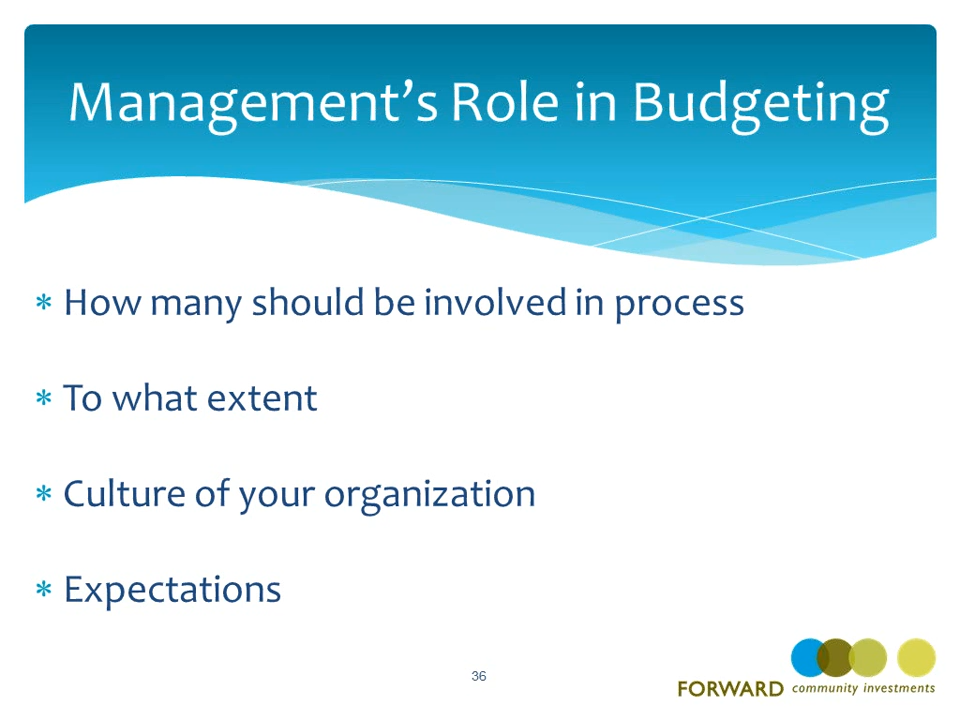 Management’s Role in Budgeting
* How many should be involved in process
* To what extent
* Culture of your organization
* Expectations
36
FORWARD community investments